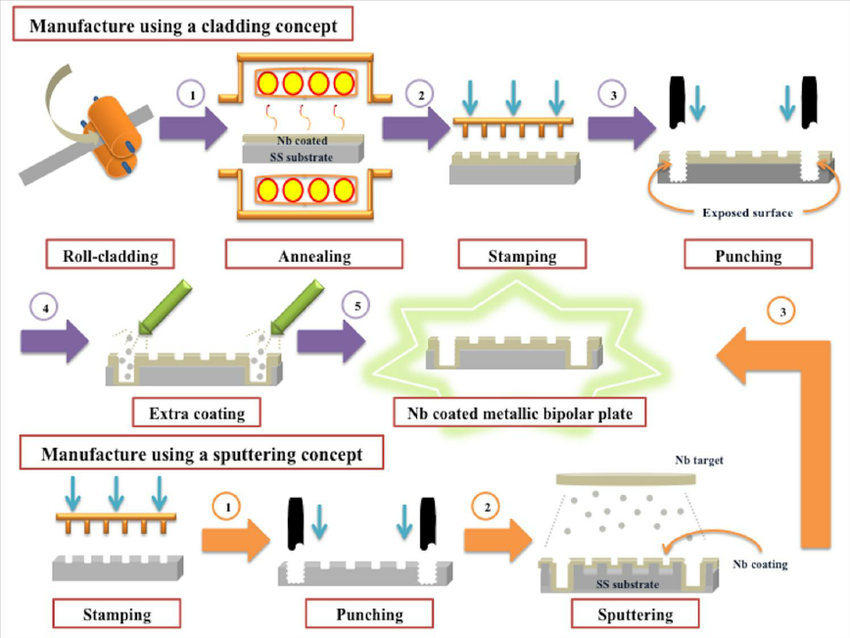 Manufacture using a cladding concept
1
2
3
Nb coated
SS substrate
Exposed surface
Roll-cladding
Annealing
Stamping
Punching
4
5
3
Extra coating
Nb coated metallic bipolar plate
Manufacture using a sputtering concept
Nb target
1
2
Nb coating
SS substrate
Stamping
Punching
Sputtering